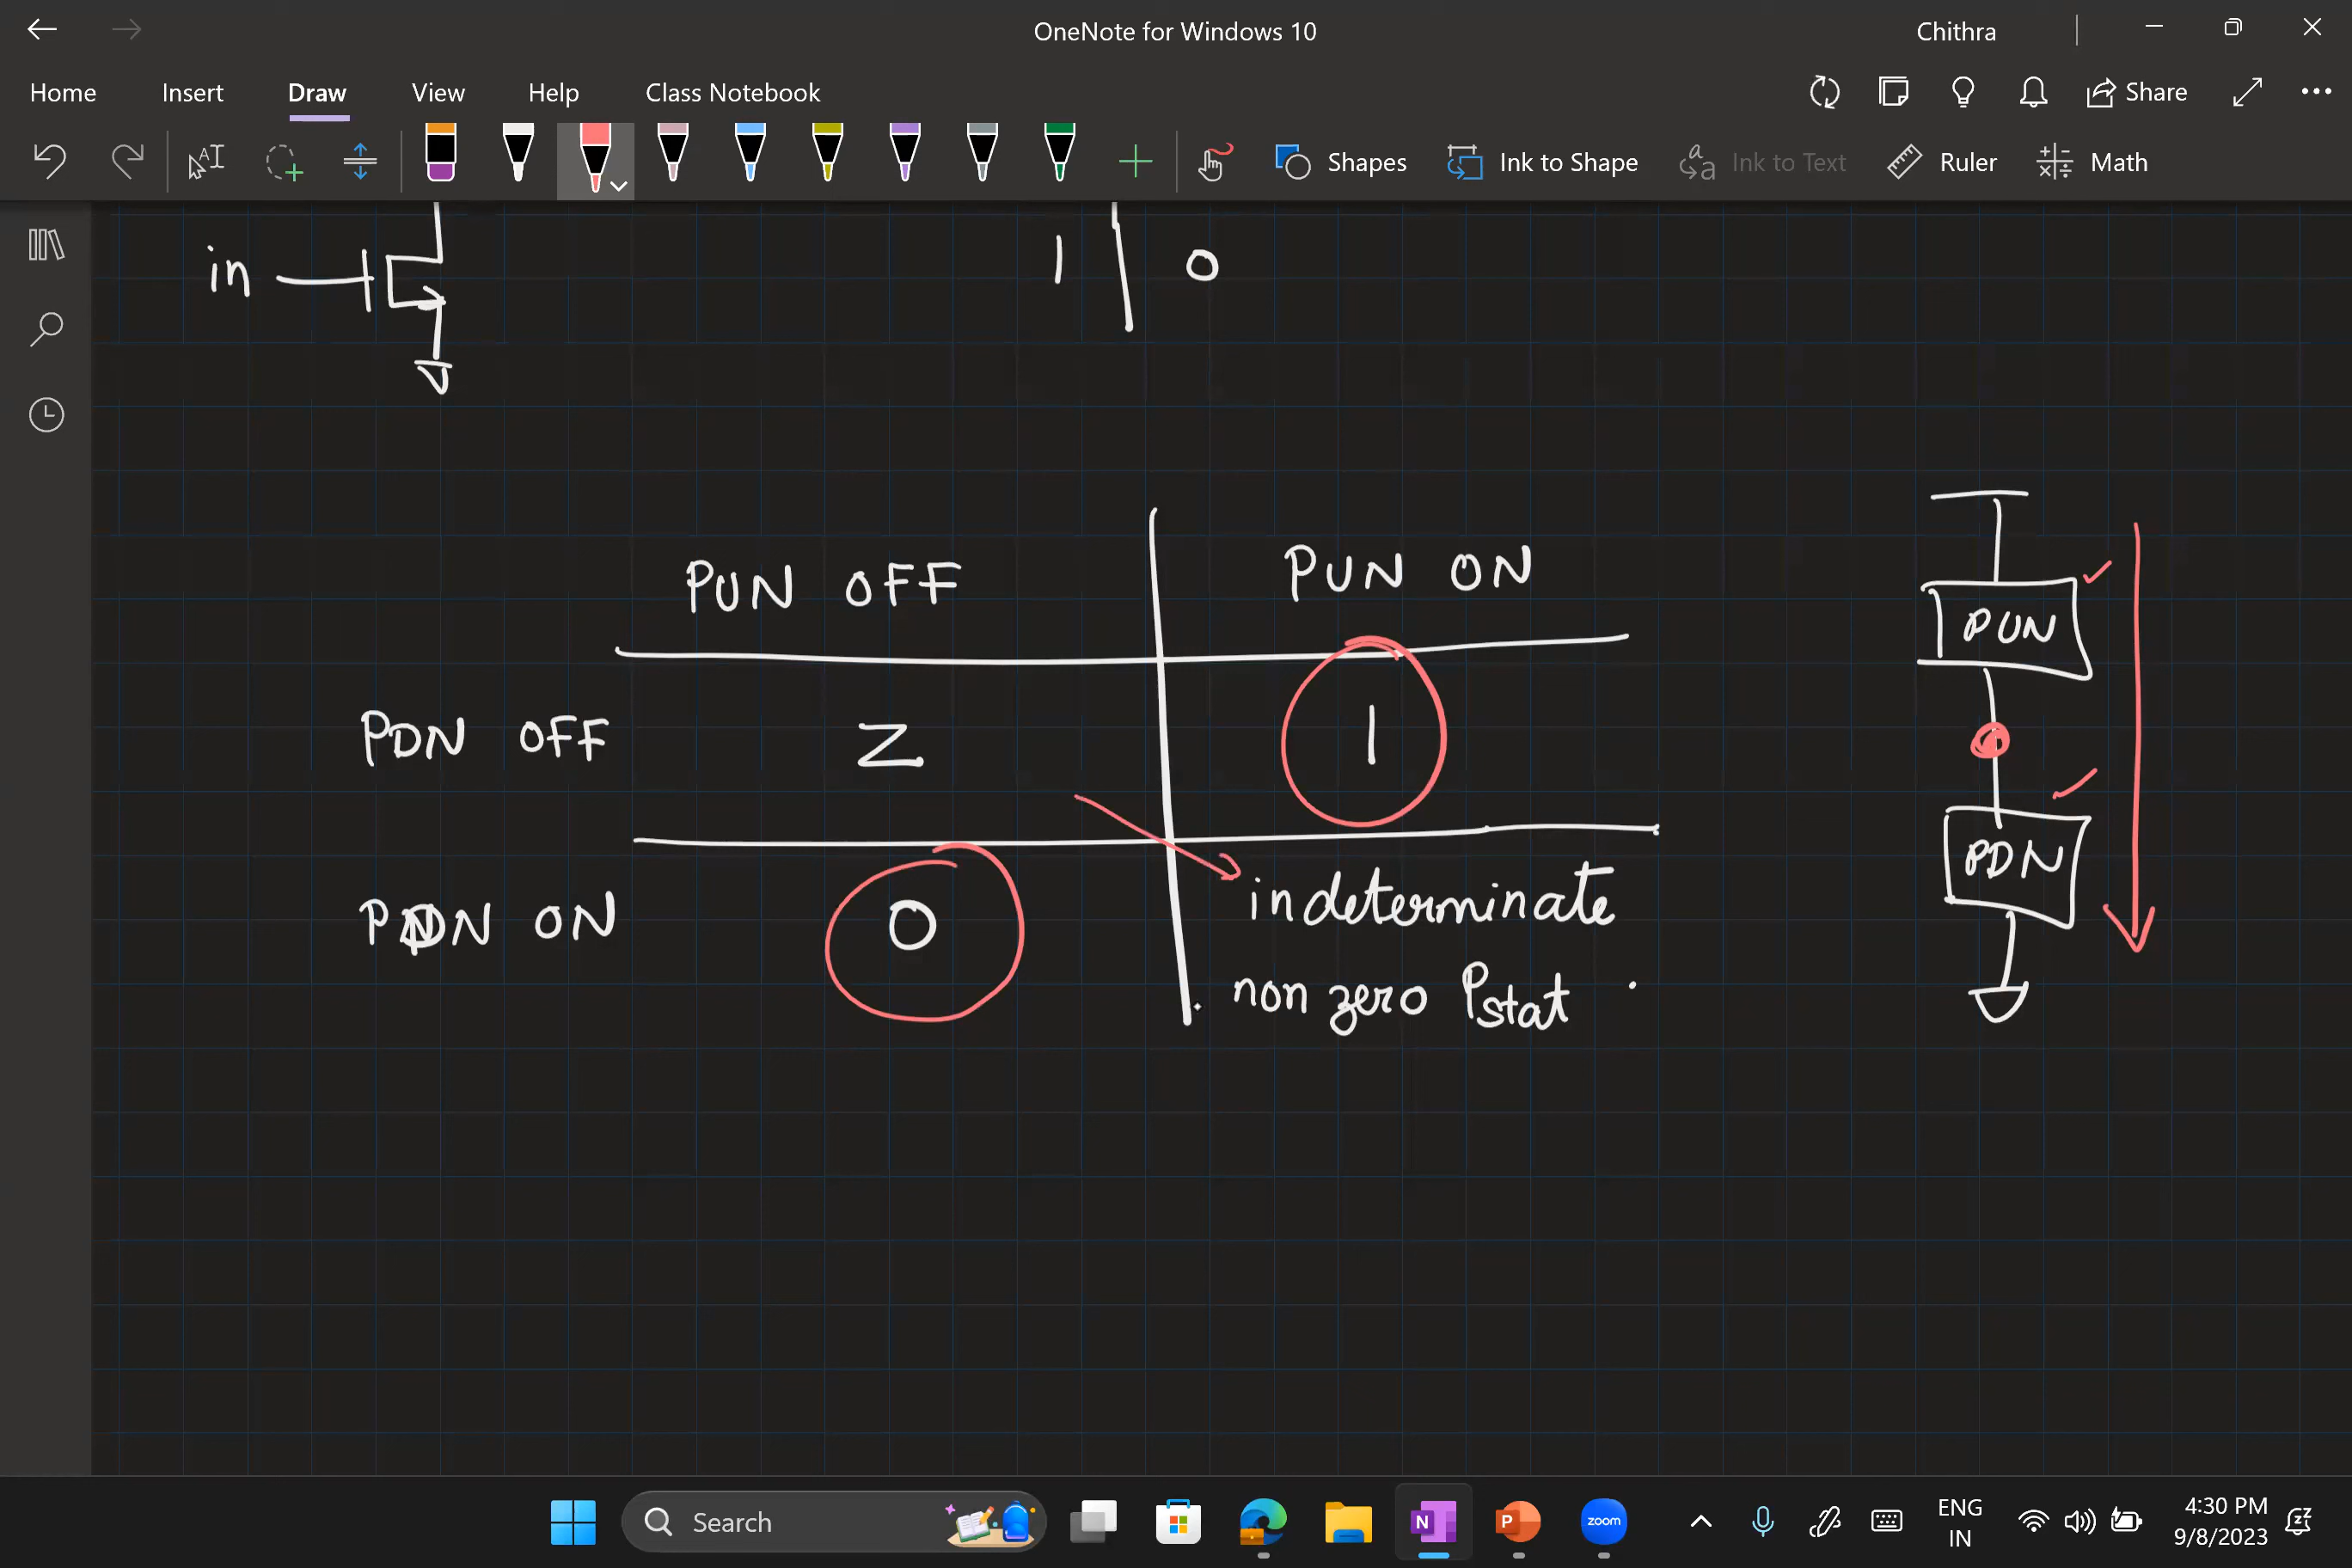 OneNote for Windows 10
Chithra
Home Insert Draw View Help Class Notebook Share
Shapes Ink to Shape Ink to Text Ruler Math
in
1 0
PUN OFF PUN ON
PUN
PDN OFF Z 1
PDN
PDN ON 0 indeterminate
non zero Pstat
Search
zoom
ENG
IN
4:30 PM
9/8/2023